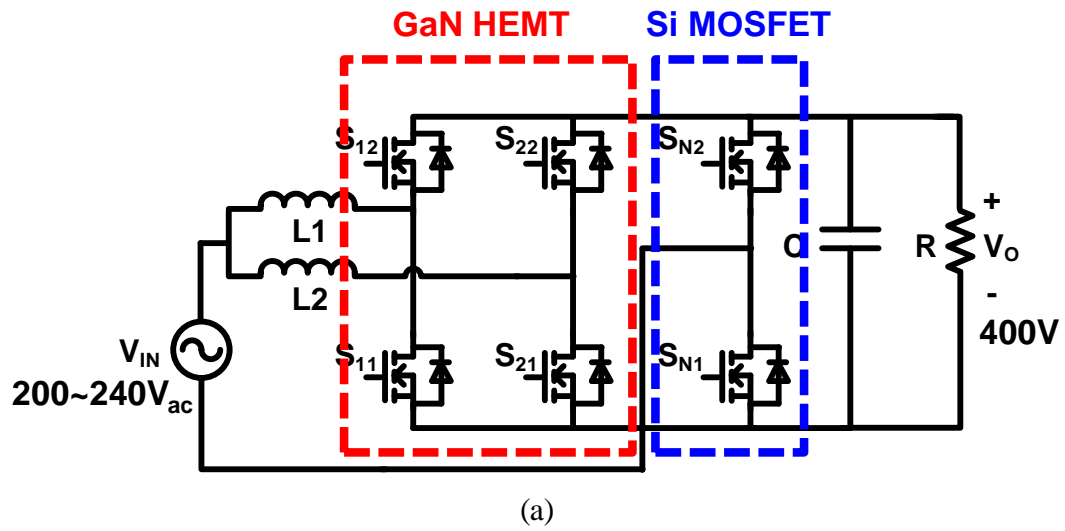 GaN HEMT Si MOSFET
S12 S22 SN2
L1
L2
C R + VO - 400V
VIN
200~240Vac
S11 S21 SN1
(a)